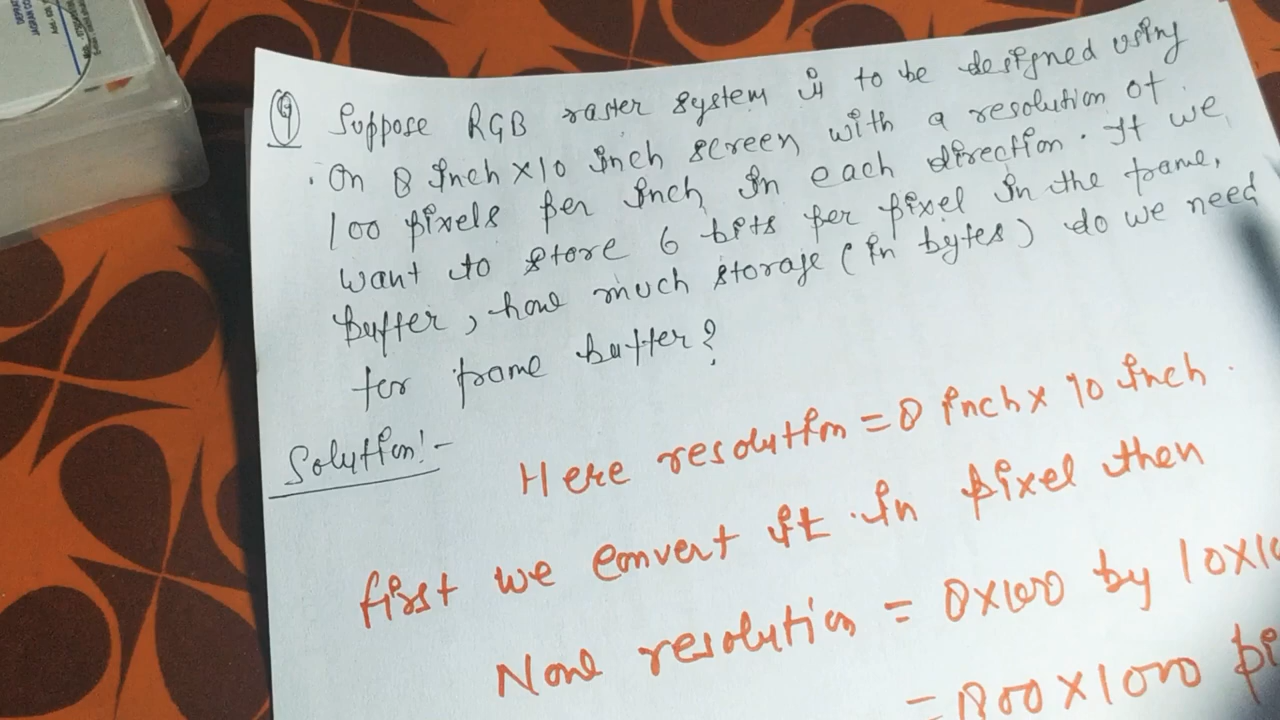 Q Suppose RGB raster system is to be designed using
. On 8 inch x 10 inch screen with a resolution of
100 pixels per inch in each direction. If we
want to store 6 bits per pixel in the frame,
buffer, how much storage (in bytes) do we need
for frame buffer?
Solution:-
Here resolution = 8 inch x 10 inch.
first we convert it in pixel then
Now resolution = 8x100 by 10x10
= 800 x 1000 pi